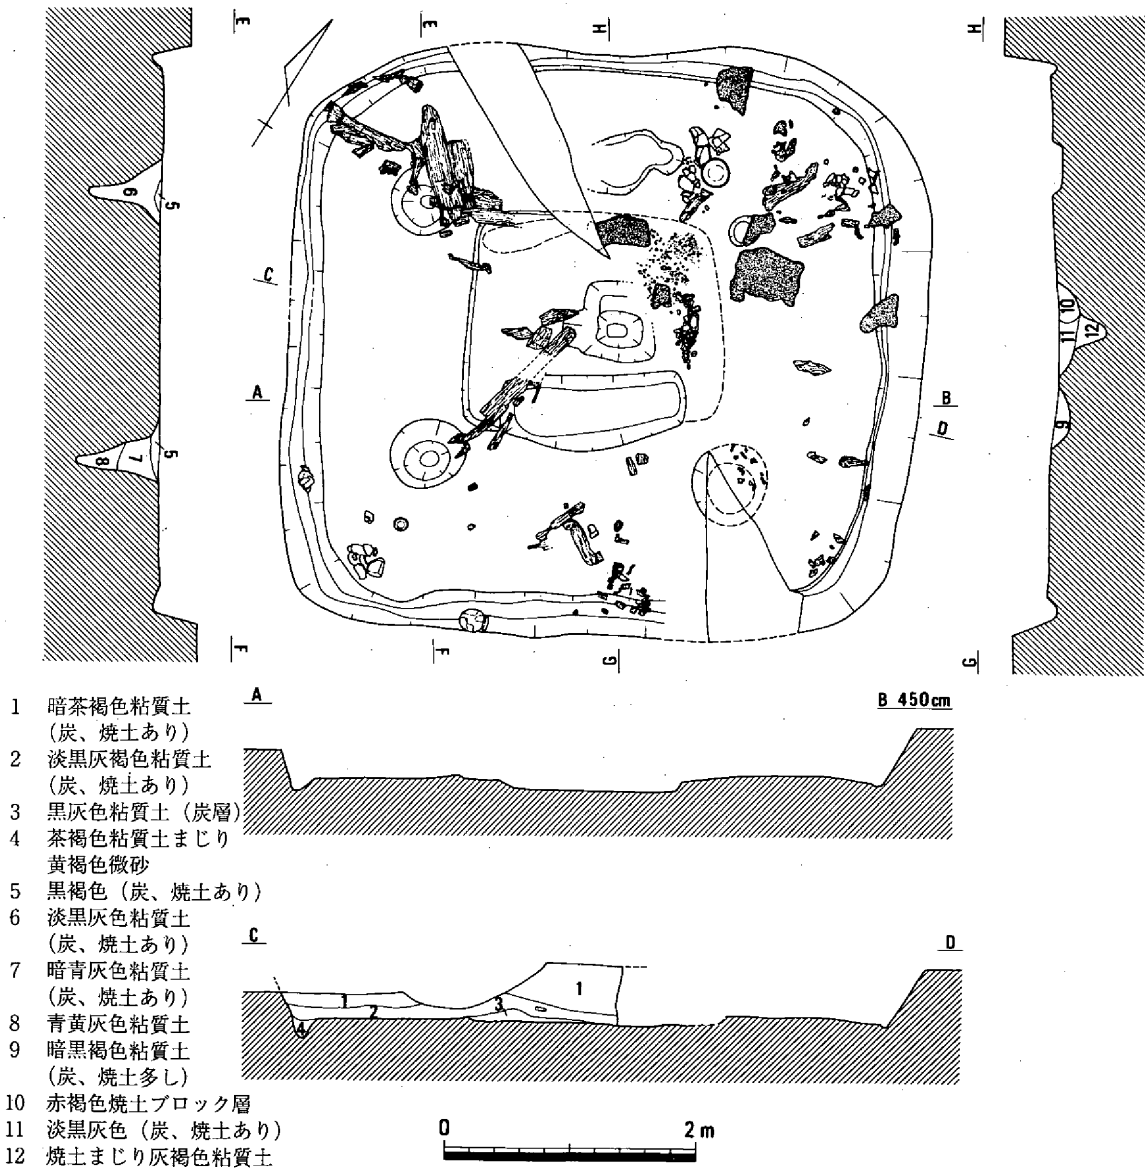 E
E
H
H
6
5
C
10
11
12
A
B
D
9
8
7
5
F
F
G
G
A
B 450cm
1 暗茶褐色粘質土
(炭、焼土あり)
2 淡黒灰褐色粘質土
(炭、焼土あり)
3 黒灰色粘質土(炭層)
4 茶褐色粘質土まじり
黄褐色微砂
5 黒褐色(炭、焼土あり)
6 淡黒灰色粘質土
(炭、焼土あり)
7 暗青灰色粘質土
(炭、焼土あり)
8 青黄灰色粘質土
9 暗黒褐色粘質土
(炭、焼土多し)
10 赤褐色焼土ブロック層
11 淡黒灰色(炭、焼土あり)
12 焼土まじり灰褐色粘質土
C
D
1
2
3
1
4
0 2m